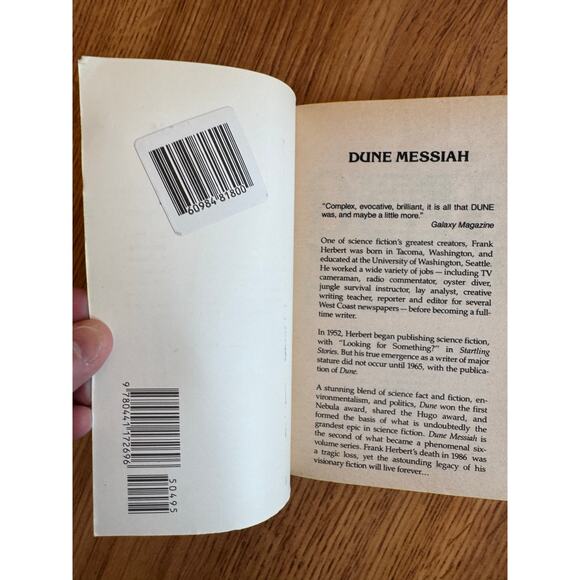 60984 81800
9 780441 172696
50495
DUNE MESSIAH
"Complex, evocative, brilliant, it is all that DUNE
was, and maybe a little more."
Galaxy Magazine
One of science fiction's greatest creators, Frank
Herbert was born in Tacoma, Washington, and
educated at the University of Washington, Seattle.
He worked a wide variety of jobs—including TV
cameraman, radio commentator, oyster diver,
jungle survival instructor, lay analyst, creative
writing teacher, reporter and editor for several
West Coast newspapers—before becoming a full-
time writer.
In 1952, Herbert began publishing science fiction,
with "Looking for Something?" in Startling
Stories. But his true emergence as a writer of major
stature did not occur until 1965, with the publica-
tion of Dune.
A stunning blend of science fact and fiction, en-
vironmentalism, and politics, Dune won the first
Nebula award, shared the Hugo award, and
formed the basis of what is undoubtedly the
grandest epic in science fiction. Dune Messiah is
the second of what became a phenomenal six-
volume series. Frank Herbert's death in 1986 was
a tragic loss, yet the astounding legacy of his
visionary fiction will live forever...